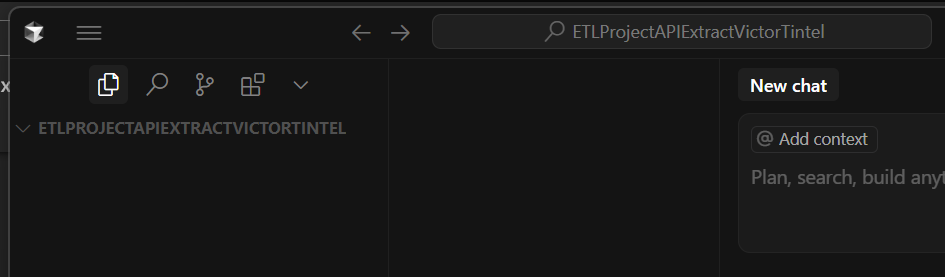 ETLProjectAPIExtractVictorTintel
X
New chat
ETLPROJECTAPIEXTRACTVICTORTINTEL
@ Add context
Plan, search, build anyt